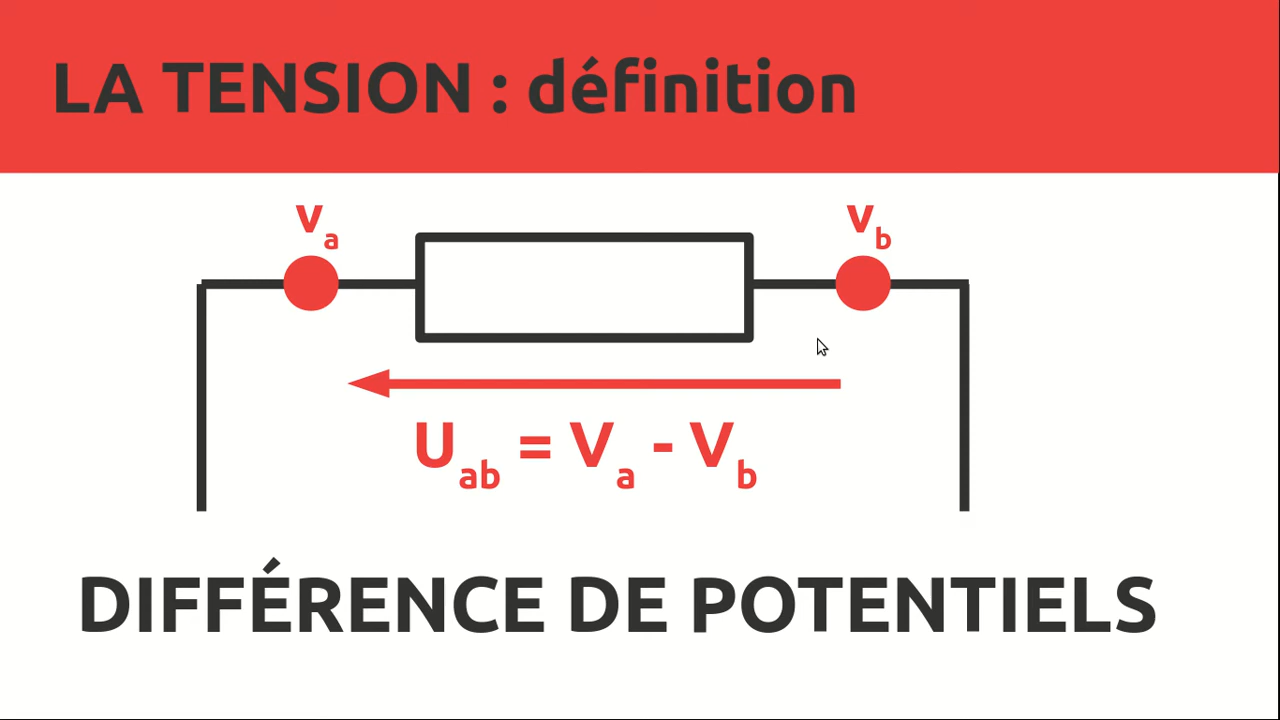 LA TENSION : définition
va vb
Uab = Va - Vb
DIFFÉRENCE DE POTENTIELS